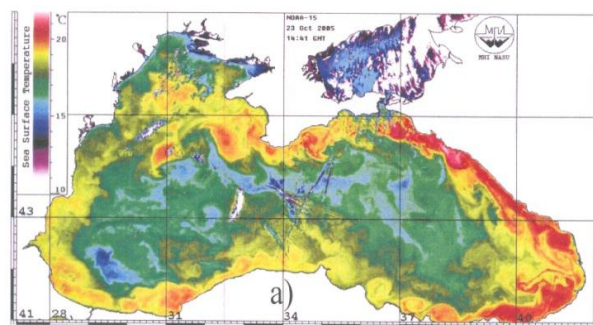 NOAA-15
23 Oct 2005
14:41 GMT
МГИ
MHI NASU
°C
20
15
10
Sea Surface Temperature
43
41
28
31
34
37
40
a)